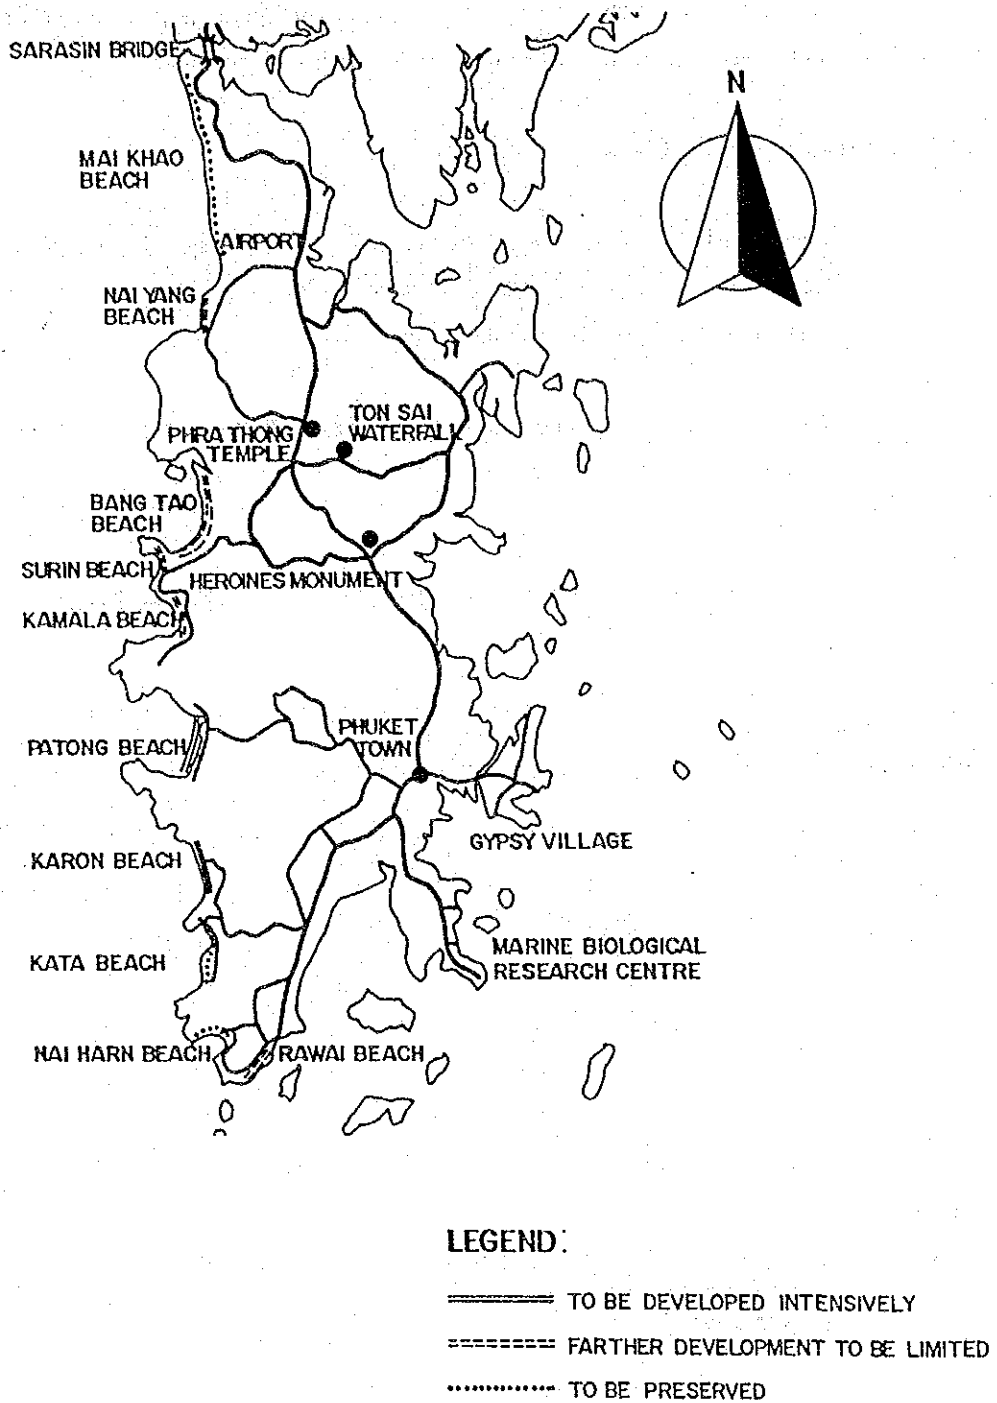 SARASIN BRIDGE
N
MAI KHAO
BEACH
AIRPORT
NAI YANG
BEACH
TON SAI
WATERFALL
PHRA THONG
TEMPLE
BANG TAO
BEACH
SURIN BEACH
HEROINES MONUMENT
KAMALA BEACH
PHUKET
TOWN
PATONG BEACH
GYPSY VILLAGE
KARON BEACH
MARINE BIOLOGICAL
RESEARCH CENTRE
KATA BEACH
NAI HARN BEACH
RAWAI BEACH
LEGEND:
TO BE DEVELOPED INTENSIVELY
FARTHER DEVELOPMENT TO BE LIMITED
TO BE PRESERVED